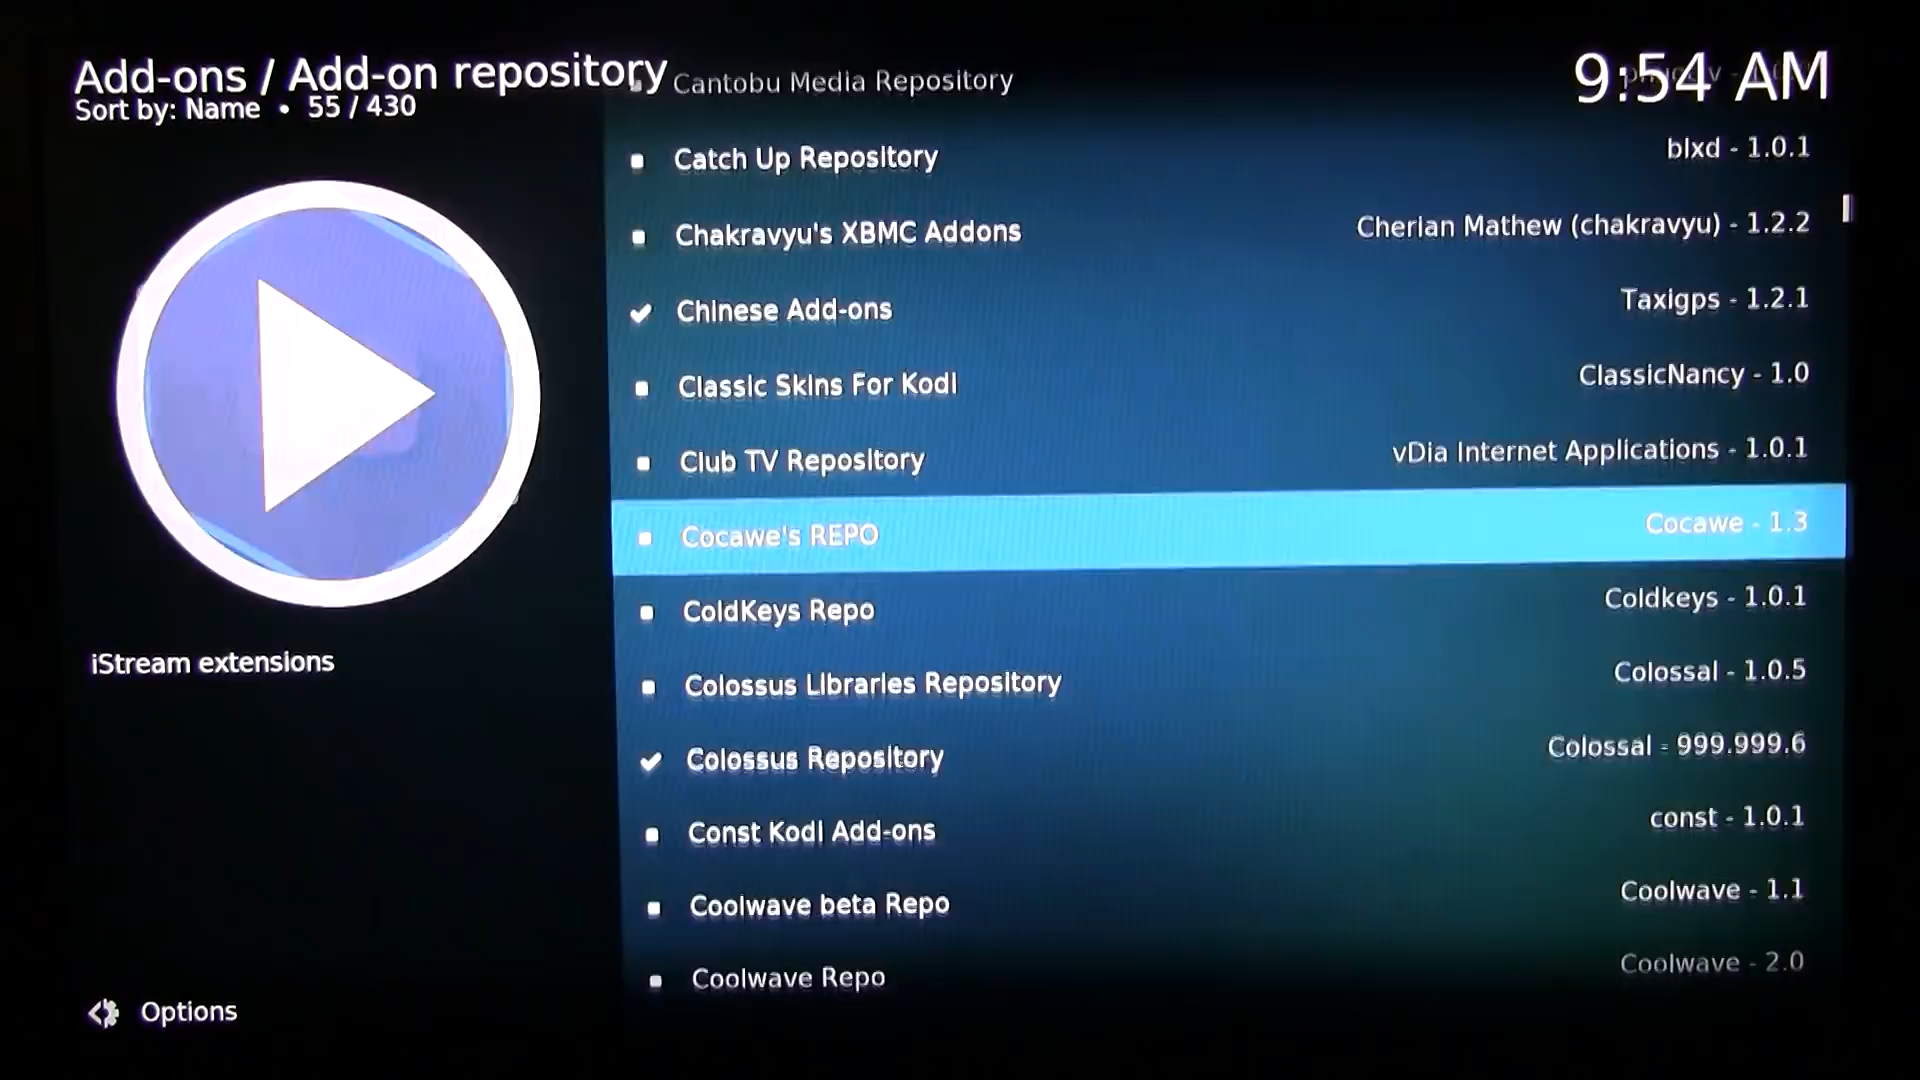 Add-ons / Add-on repository
9:54 AM
Sort by: Name • 55 / 430
Cantobu Media Repository
Catch Up Repository blxd - 1.0.1
Chakravyu's XBMC Addons Cherian Mathew (chakravyu) - 1.2.2
Chinese Add-ons Taxigps - 1.2.1
Classic Skins For Kodi ClassicNancy - 1.0
Club TV Repository vDia Internet Applications - 1.0.1
Cocawe's REPO Cocawe - 1.3
ColdKeys Repo Coldkeys - 1.0.1
Colossus Libraries Repository Colossal - 1.0.5
Colossus Repository Colossal - 999.999.6
Const Kodi Add-ons const - 1.0.1
Coolwave beta Repo Coolwave - 1.1
Coolwave Repo Coolwave - 2.0
iStream extensions
Options